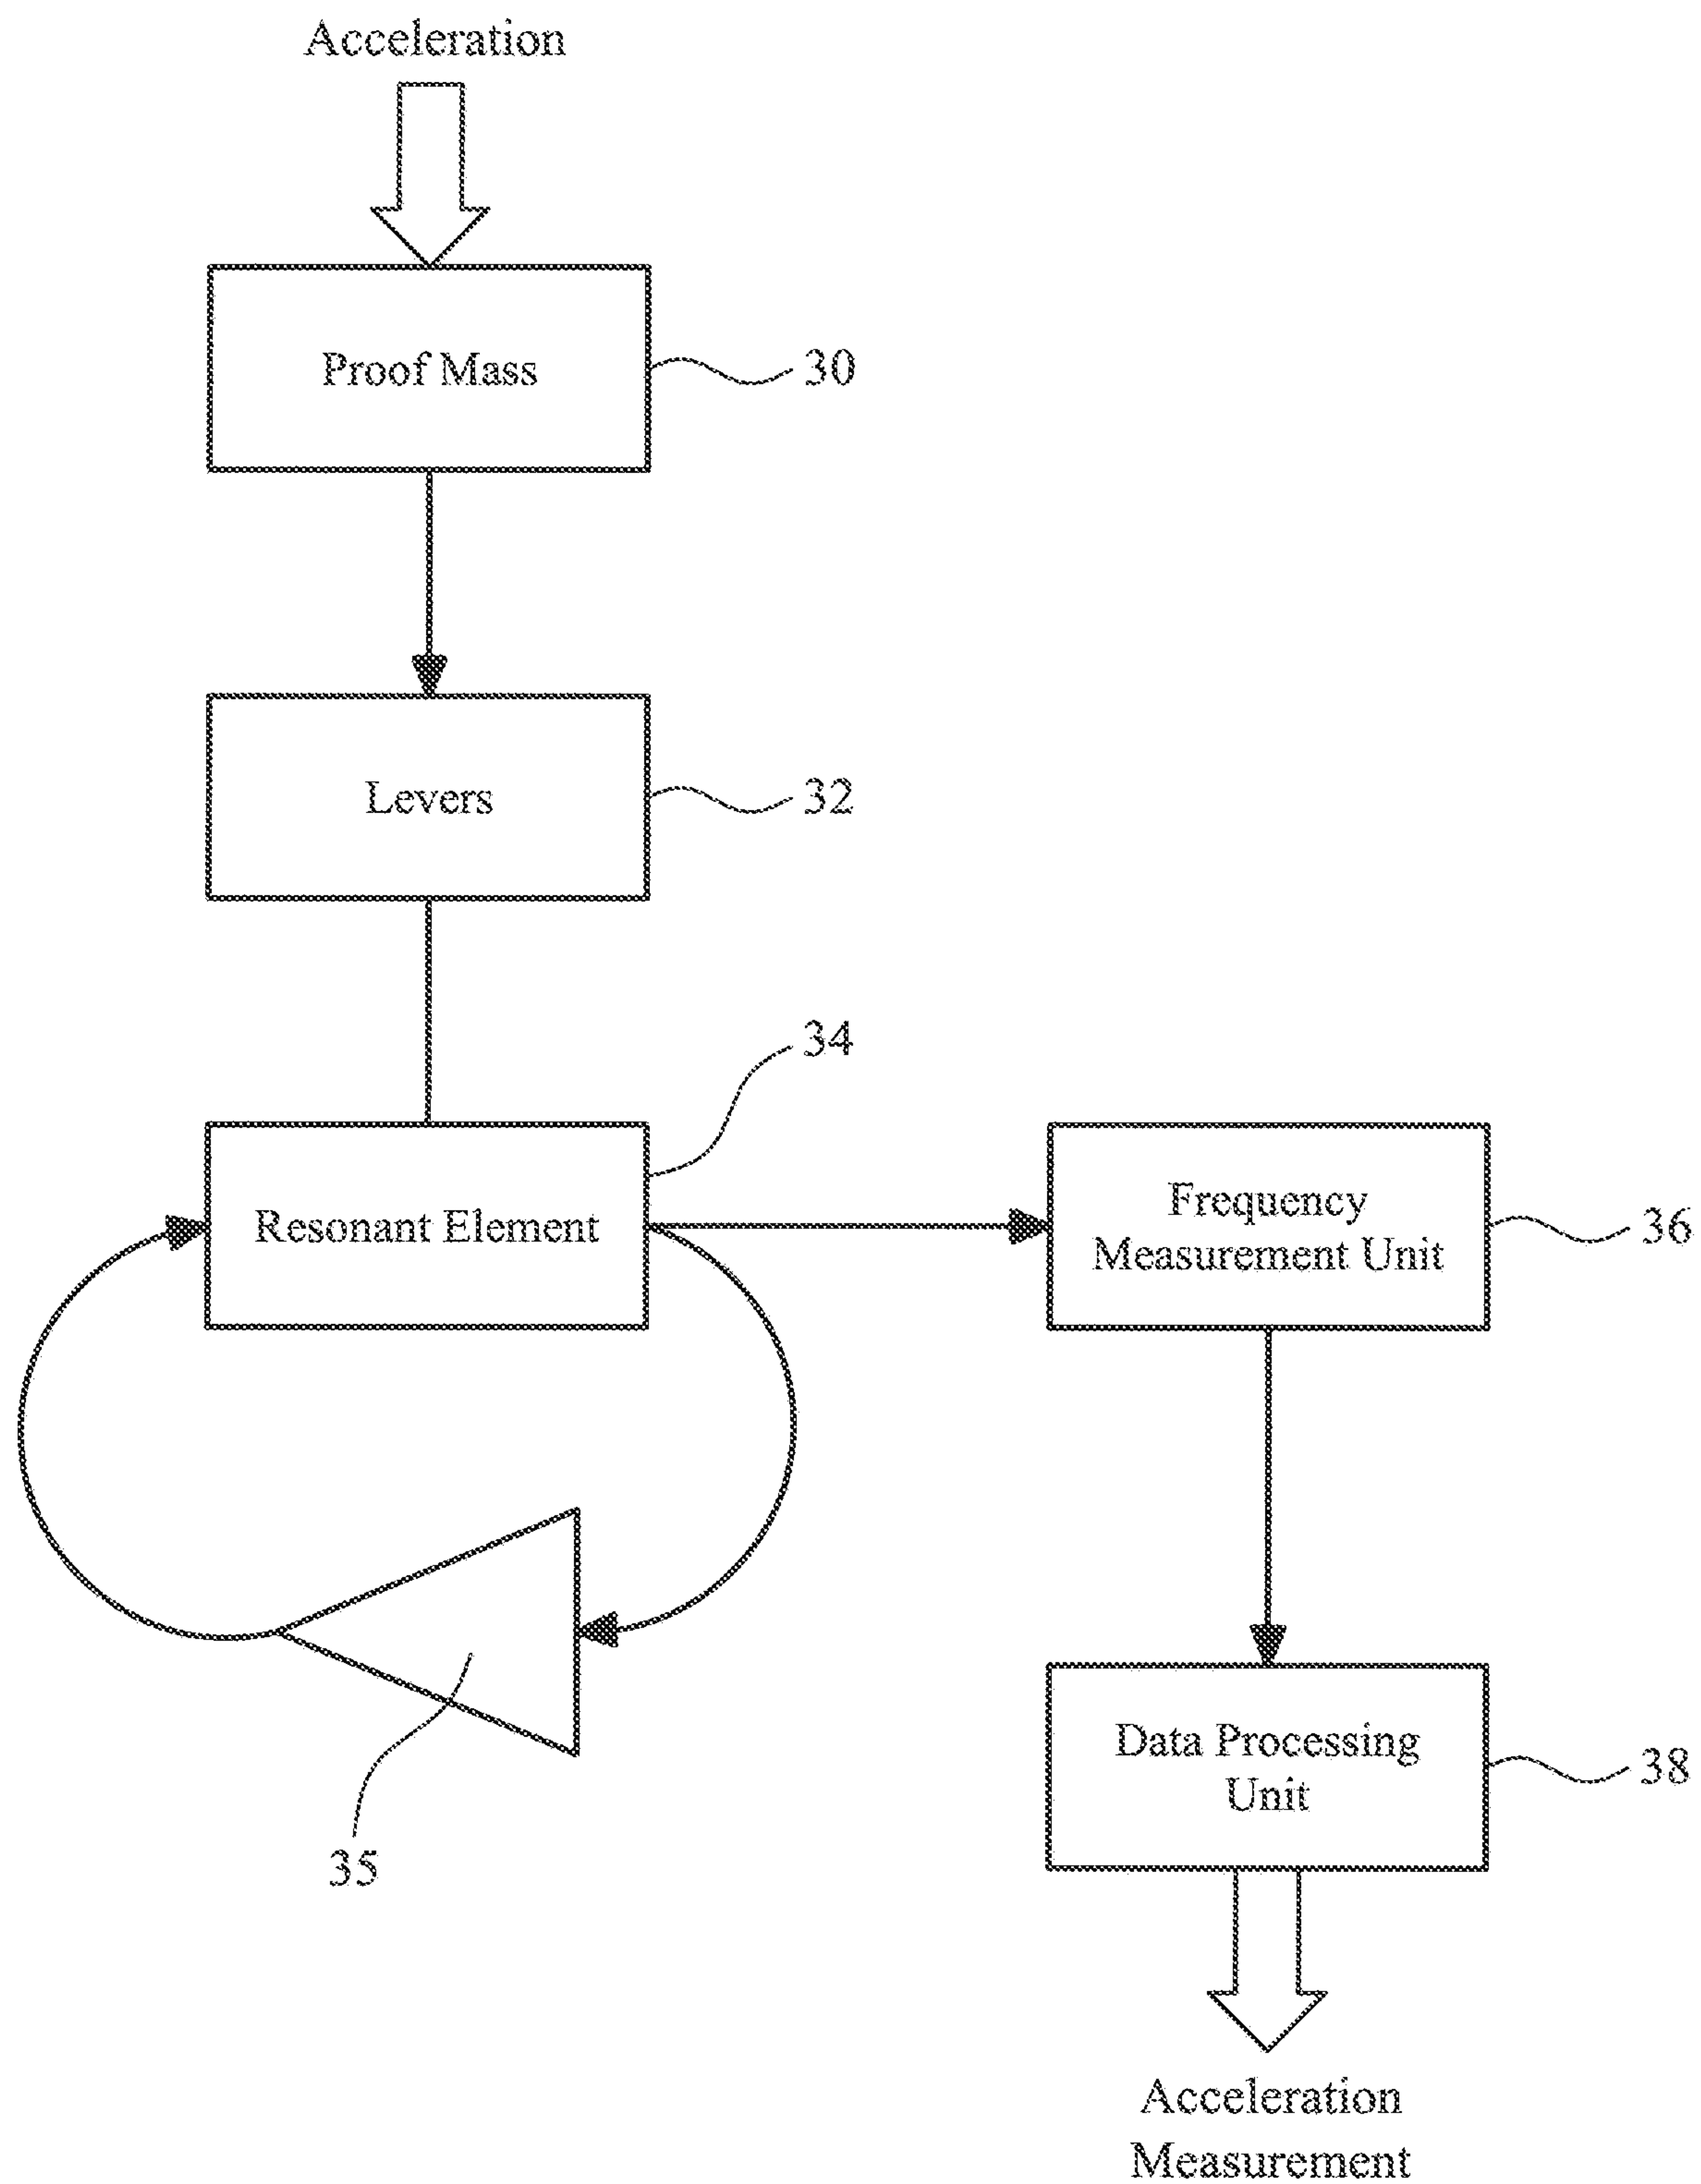 Acceleration
Proof Mass
30
Levers
32
34
Resonant Element
Frequency
Measurement Unit
36
35
Data Processing
Unit
38
Acceleration
Measurement